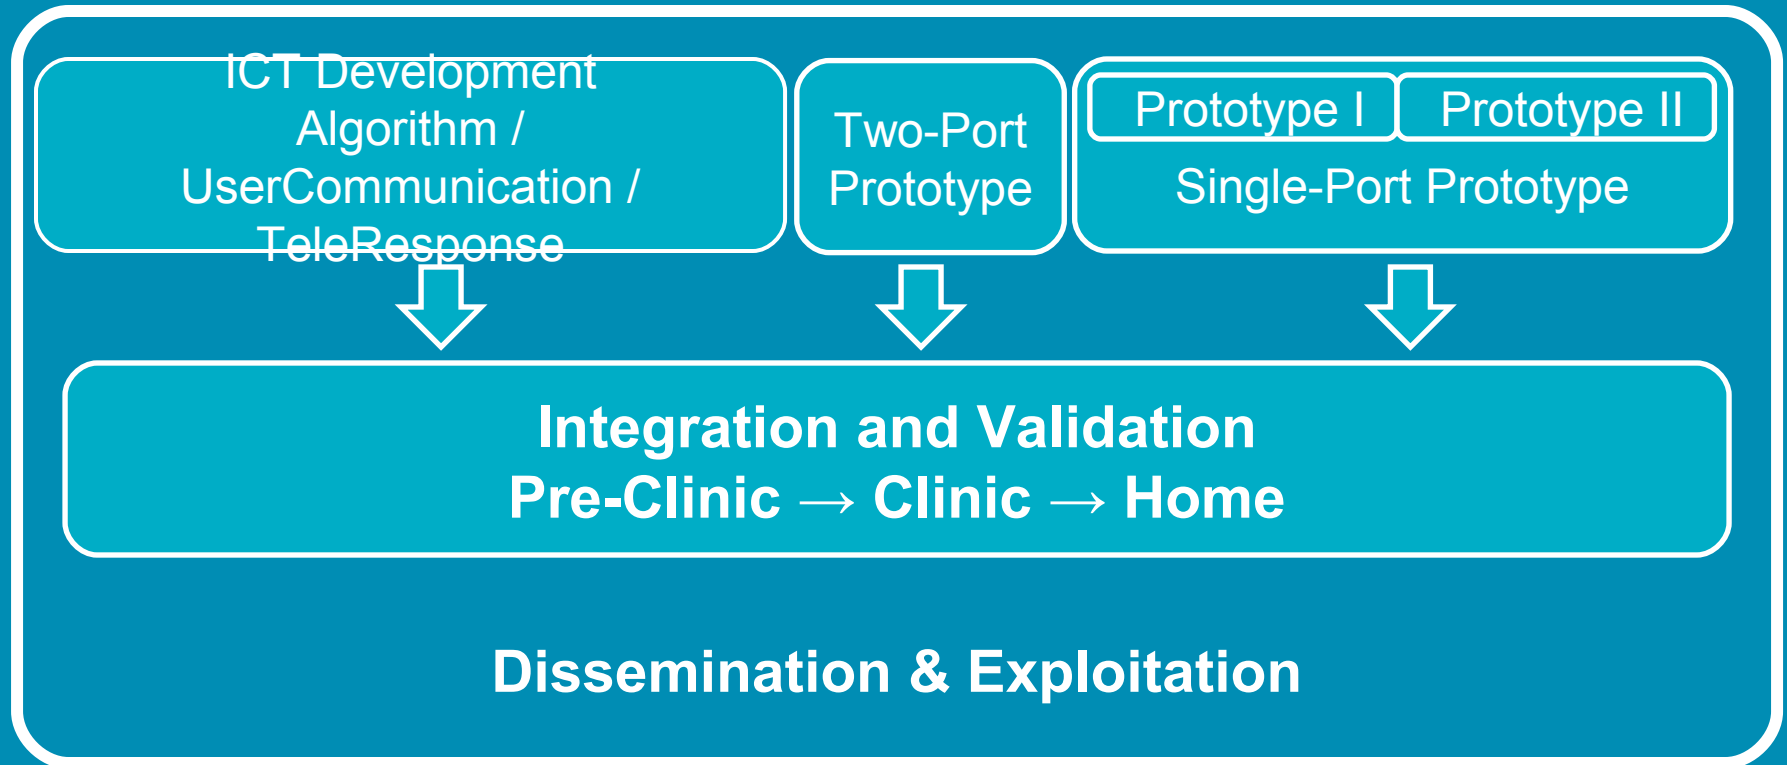 ICT Development
Algorithm /
UserCommunication /
TeleResponse
Two-Port
Prototype
Prototype I
Prototype II
Single-Port Prototype
Integration and Validation
Pre-Clinic → Clinic → Home
Dissemination & Exploitation